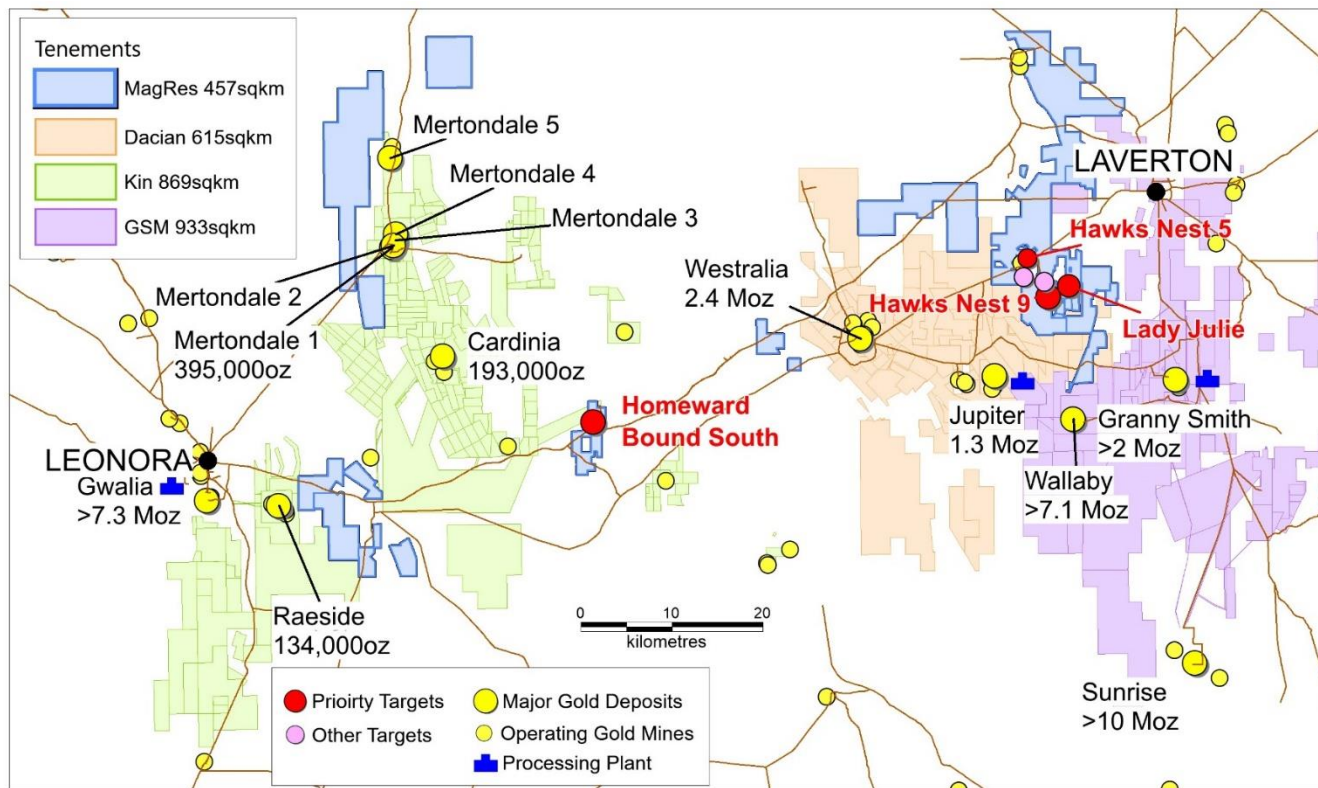 Tenements
MagRes 457sqkm
Dacian 615sqkm
Kin 869sqkm
GSM 933sqkm
Mertondale 5
Mertondale 4
Mertondale 3
Mertondale 2
Mertondale 1
395,000oz
Cardinia
193,000oz
LEONORA
Gwalia
>7.3 Moz
Raeside
134,000oz
Homeward
Bound South
Westralia
2.4 Moz
LAVERTON
Hawks Nest 5
Hawks Nest 9
Lady Julie
Jupiter
1.3 Moz
Granny Smith
>2 Moz
Wallaby
>7.1 Moz
Sunrise
>10 Moz
0 10 20
kilometres
Prioirty Targets
Other Targets
Major Gold Deposits
Operating Gold Mines
Processing Plant